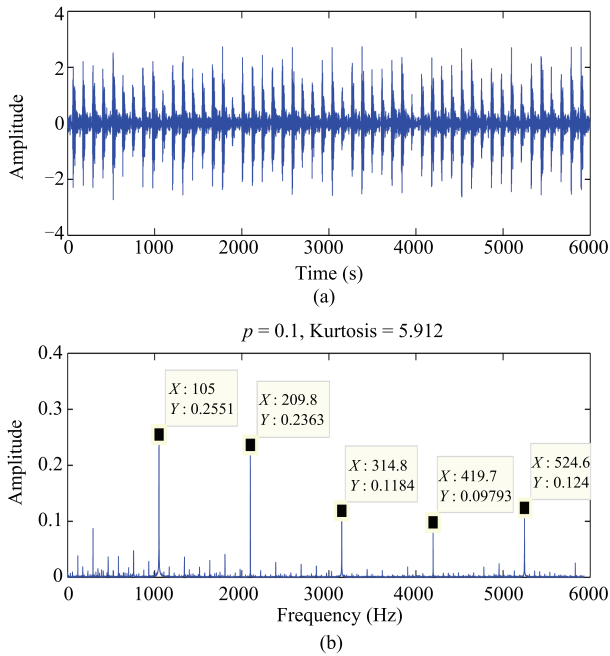 4
2
0
−2
−4
Amplitude
0 1000 2000 3000 4000 5000 6000
Time (s)
(a)
p = 0.1, Kurtosis = 5.912
0.4
0.3
0.2
0.1
0
Amplitude
X : 105
Y : 0.2551
X : 209.8
Y : 0.2363
X : 314.8
Y : 0.1184
X : 419.7
Y : 0.09793
X : 524.6
Y : 0.124
0 1000 2000 3000 4000 5000 6000
Frequency (Hz)
(b)